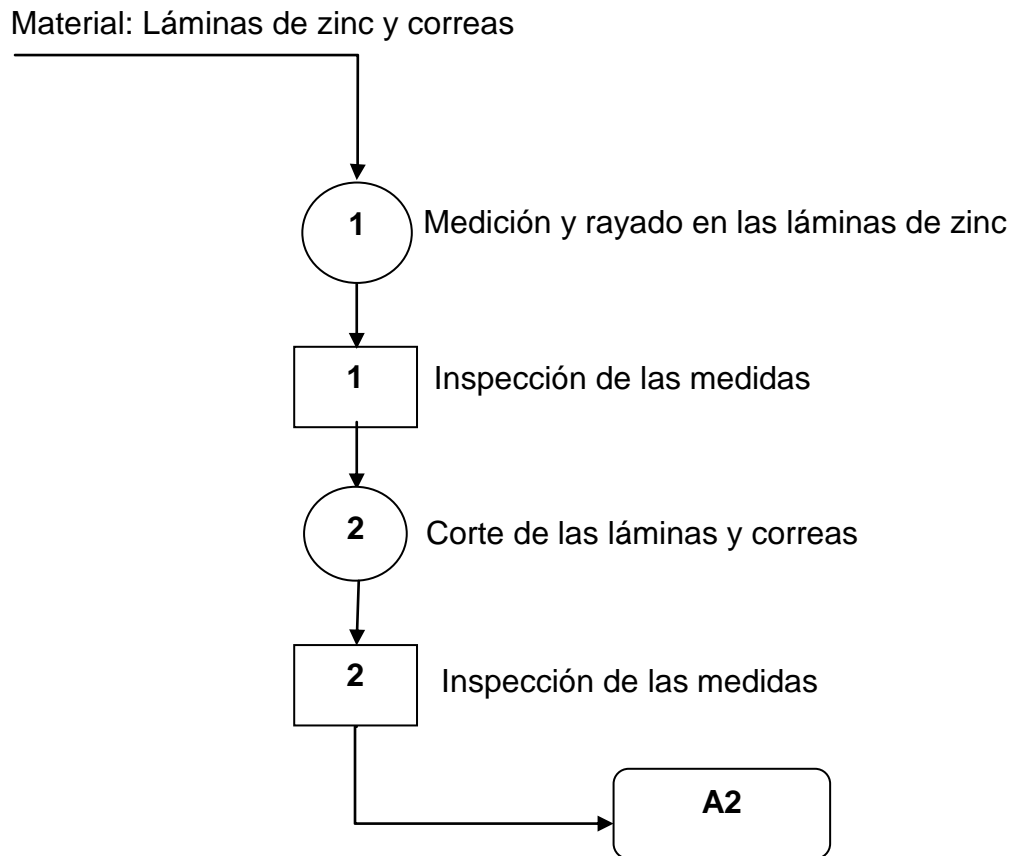 Material: Láminas de zinc y correas
1
Medición y rayado en las láminas de zinc
1
Inspección de las medidas
2
Corte de las láminas y correas
2
Inspección de las medidas
A2